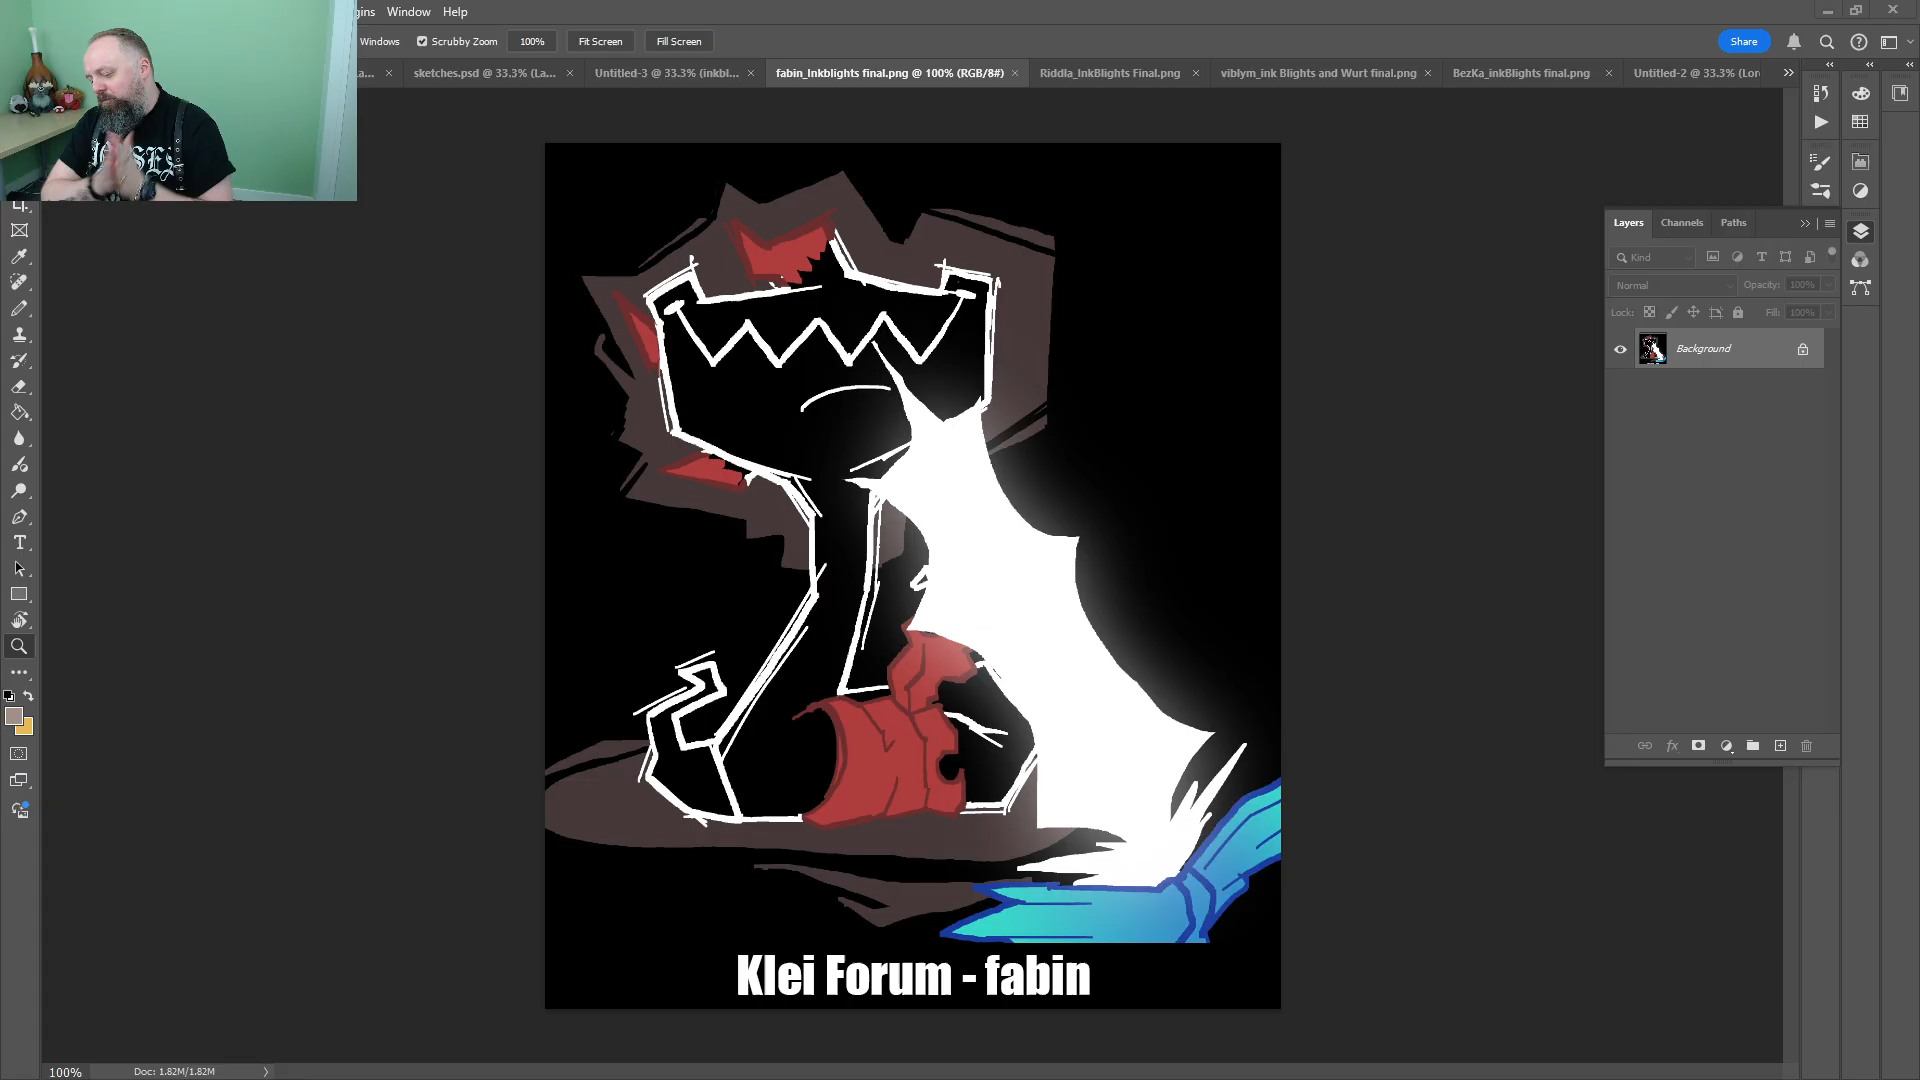 gins Window Help
Windows Scrubby Zoom 100% Fit Screen Fill Screen Share
a... sketches.psd @ 33.3% (La... Untitled-3 @ 33.3% (inkbl... fabin_Inkblights final.png @ 100% (RGB/8#) Riddla_InkBlights Final.png viblym_ink Blights and Wurt final.png BezKa_inkBlights final.png Untitled-2 @ 33.3% (Lor
Layers Channels Paths
Kind
Normal Opacity: 100%
Lock: Fill: 100%
Background
fx
Klei Forum - fabin
100% Doc: 1.82M/1.82M